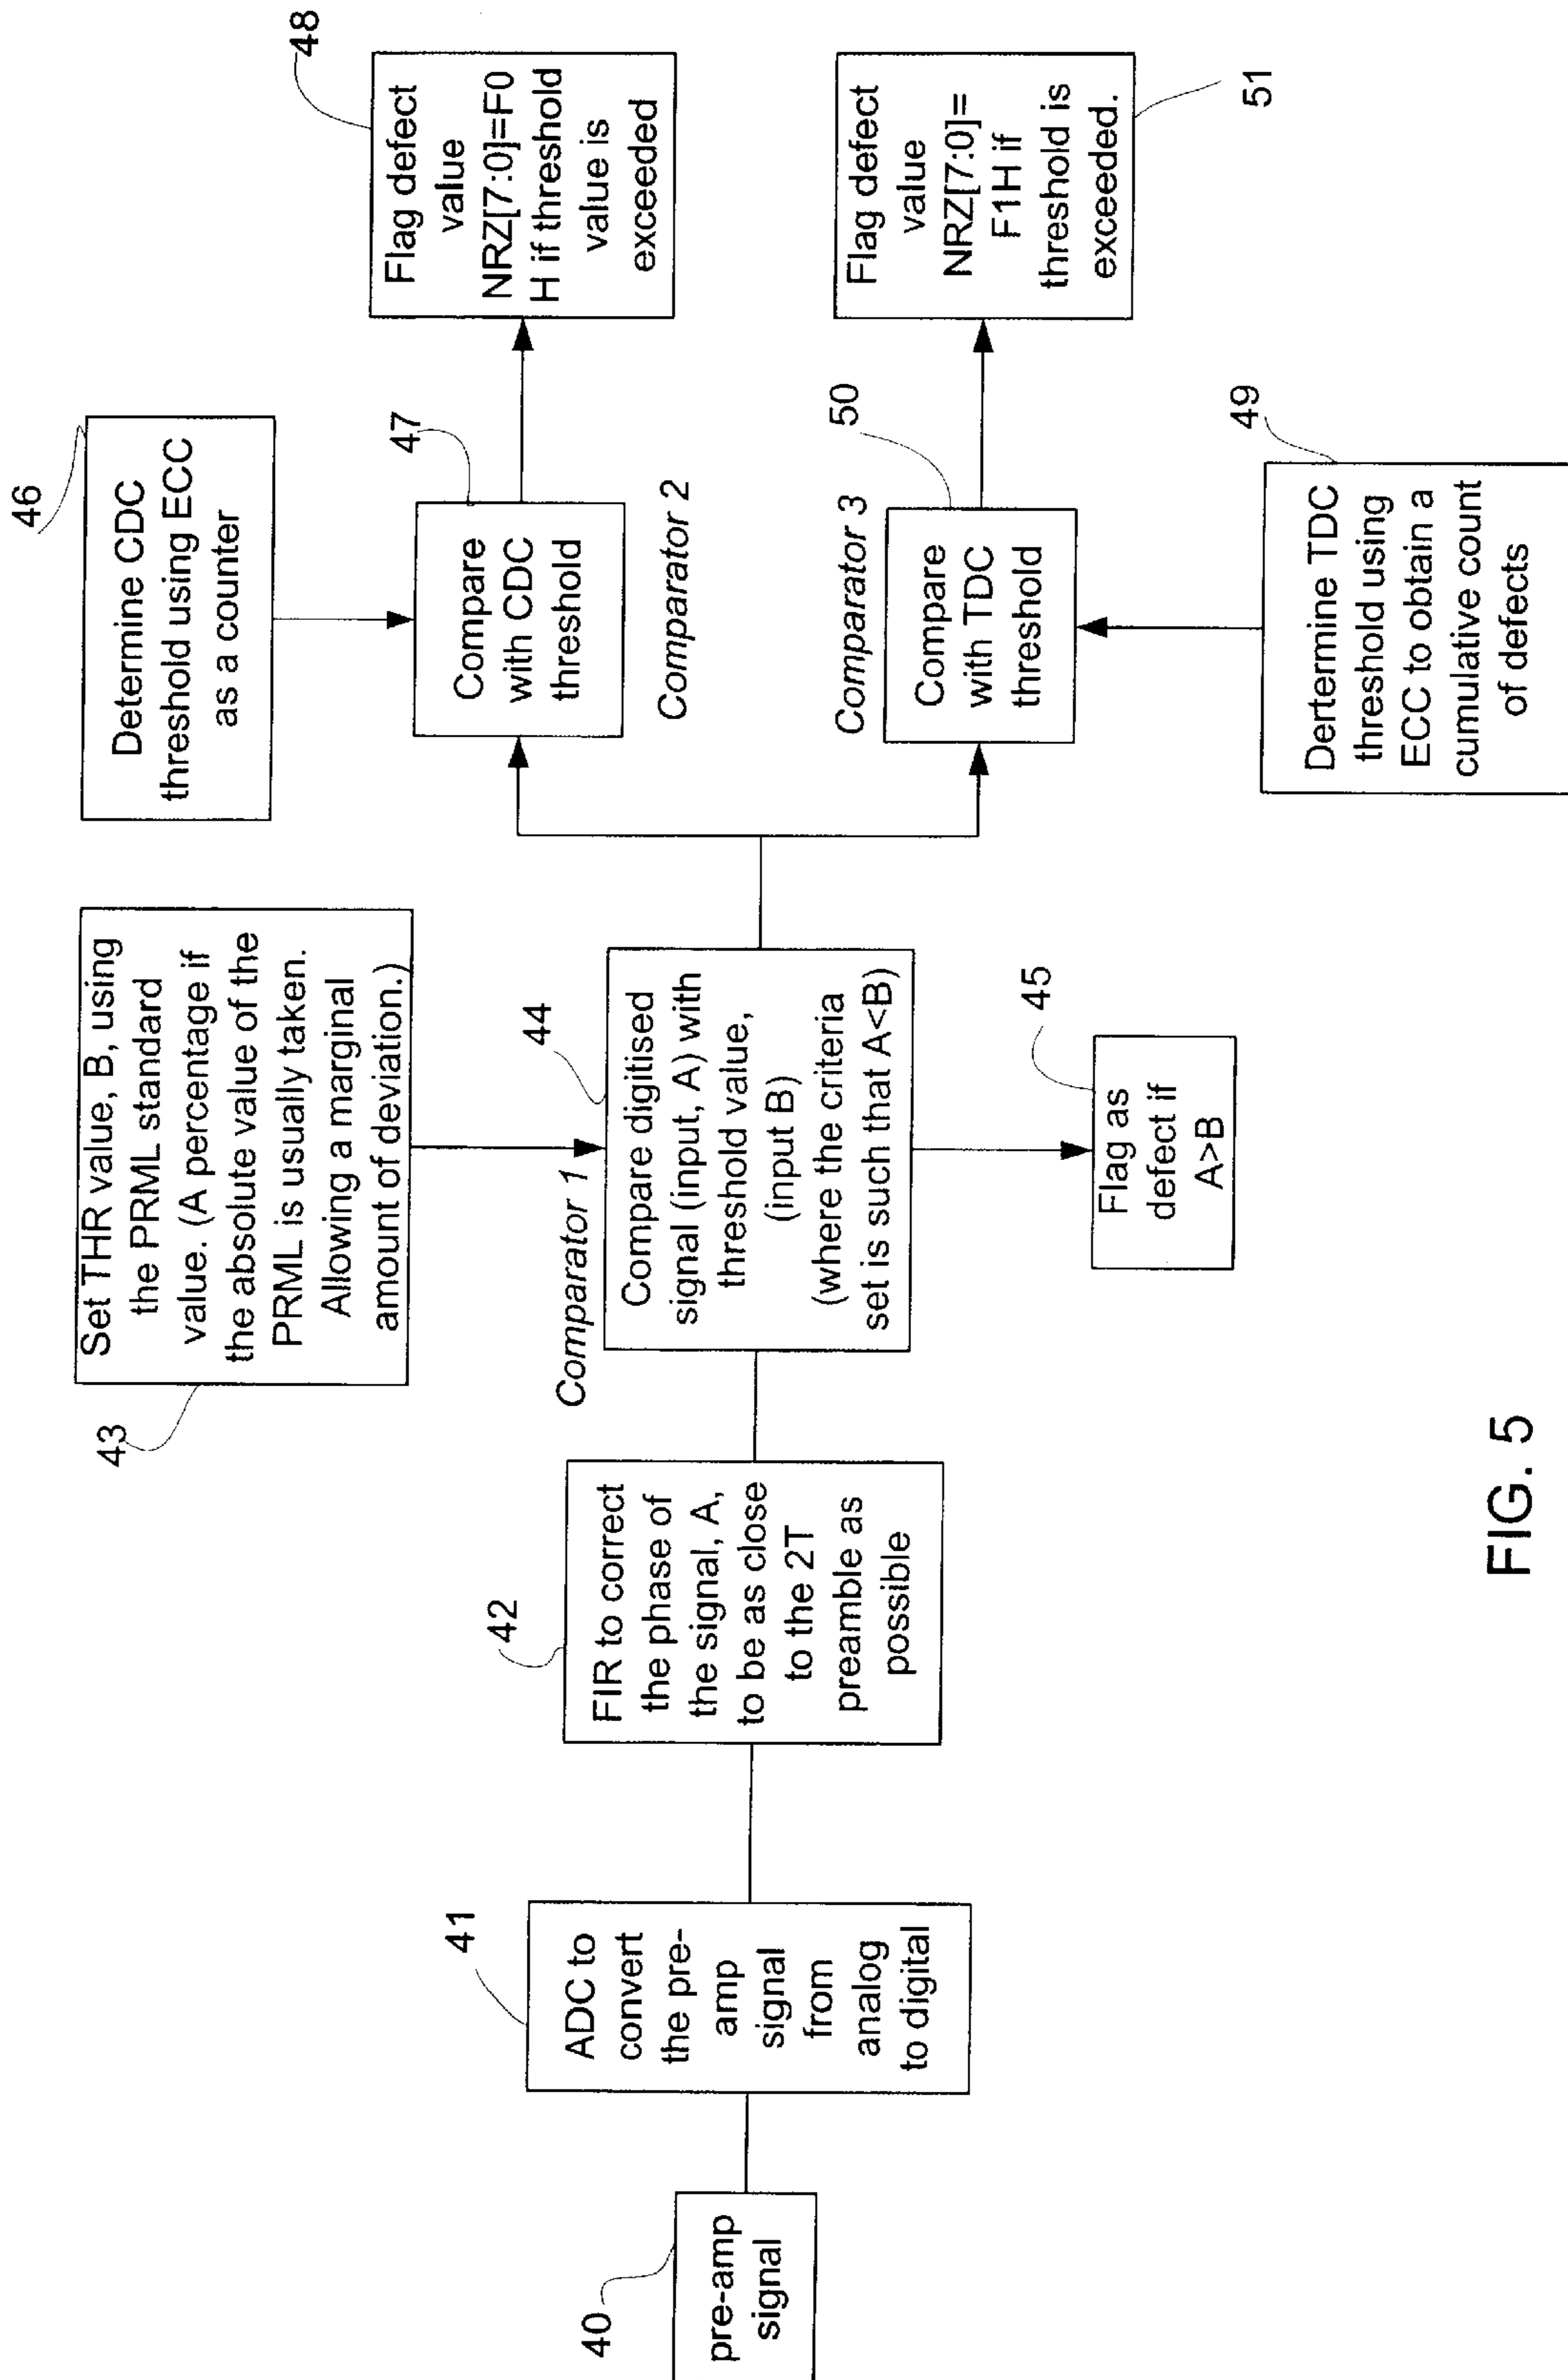 40
pre-amp
signal
41
ADC to
convert
the pre-
amp
signal
from
analog
to digital
42
FIR to correct
the phase of
the signal, A,
to be as close
to the 2T
preamble as
possible
43
Set THR value, B, using
the PRML standard
value. (A percentage if
the absolute value of the
PRML is usually taken.
Allowing a marginal
amount of deviation.)
Comparator 1
44
Compare digitised
signal (input, A) with
threshold value,
(input B)
(where the criteria
set is such that A<B)
45
Flag as
defect if
A>B
46
Determine CDC
threshold using ECC
as a counter
47
Compare
with CDC
threshold
Comparator 2
48
Flag defect
value
NRZ[7:0]=F0
H if threshold
value is
exceeded
Comparator 3
50
Compare
with TDC
threshold
49
Dertermine TDC
threshold using
ECC to obtain a
cumulative count
of defects
51
Flag defect
value
NRZ[7:0]=
F1H if
threshold is
exceeded.
FIG. 5